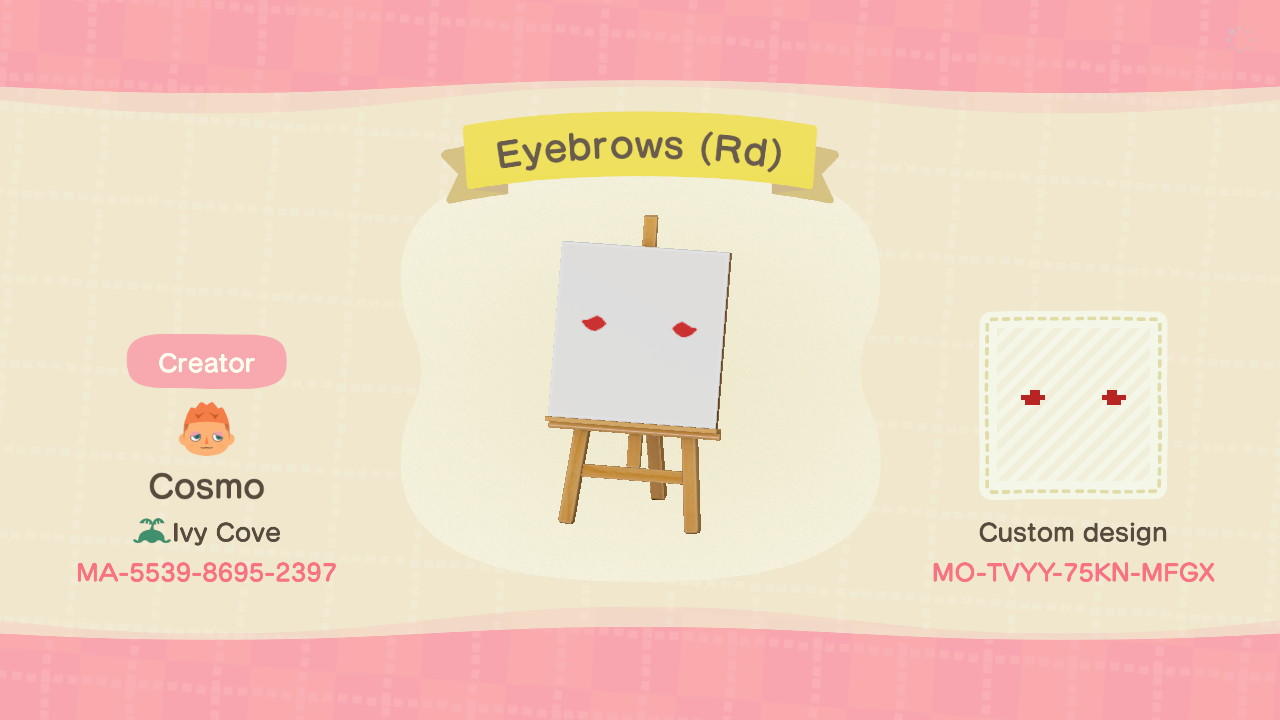 Eyebrows (Rd)
Creator
Cosmo
Ivy Cove
MA-5539-8695-2397
Custom design
MO-TVYY-75KN-MFGX